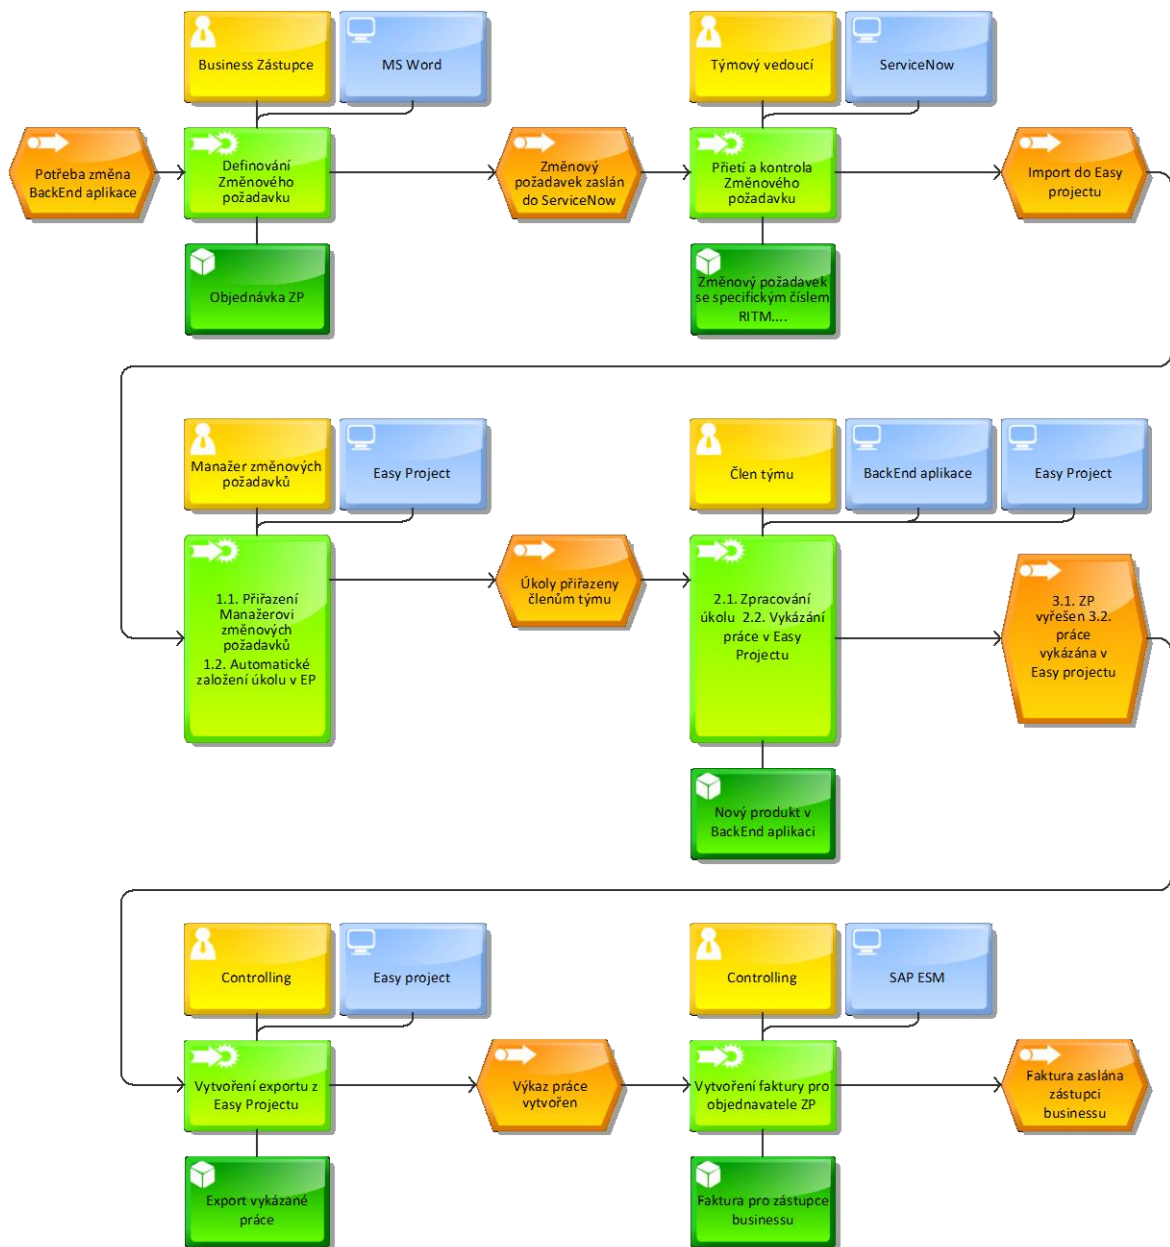 Business Zástupce
MS Word
Týmový vedoucí
ServiceNow
Potřeba změna
BackEnd aplikace
Definování
Změnového
požadavku
Změnový
požadavek zaslán
do ServiceNow
Přietí a kontrola
Změnového
požadavku
Import do Easy
projectu
Objednávka ZP
Změnový požadavek
se specifickým číslem
RITM....
Manažer změnových
požadavků
Easy Project
Člen týmu
BackEnd aplikace
Easy Project
1.1. Přiřazení
Manažerovi
změnových
požadavků
1.2. Automatické
založení úkolu v EP
Úkoly přiřazeny
členům týmu
2.1. Zpracování
úkolu 2.2. Vykázání
práce v Easy
Projectu
3.1. ZP
vyřešen 3.2.
práce
vykázána v
Easy projectu
Nový produkt v
BackEnd aplikaci
Controlling
Easy project
Controlling
SAP ESM
Vytvoření exportu z
Easy Projectu
Výkaz práce
vytvořen
Vytvoření faktury pro
objednavatele ZP
Faktura zaslána
zástupci
businessu
Export vykázané
práce
Faktura pro zástupce
businessu